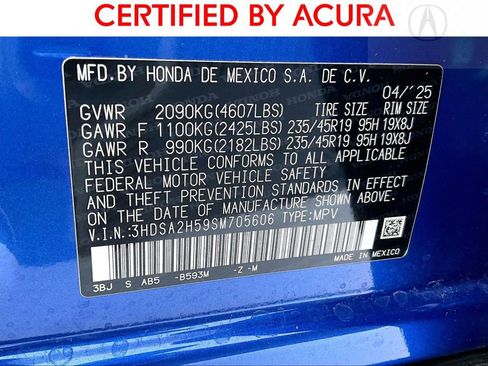 CERTIFIED BY ACURA
MFD. BY HONDA DE MEXICO S.A. DE C.V.
04/'25
GVWR 2090KG(4607LBS) TIRE SIZE RIM SIZE
GAWR F 1100KG(2425LBS) 235/45R19 95H 19X8J
GAWR R 990KG(2182LBS) 235/45R19 95H 19X8J
THIS VEHICLE CONFORMS TO ALL APPLICABLE
FEDERAL MOTOR VEHICLE SAFETY, BUMPER,
AND THEFT PREVENTION STANDARDS IN EFFECT
ON THE DATE OF MANUFACTURE SHOWN ABOVE.
V.I.N.:3HDSA2H59SM705606 TYPE:MPV
3BJ S AB5 -B593M -Z -M